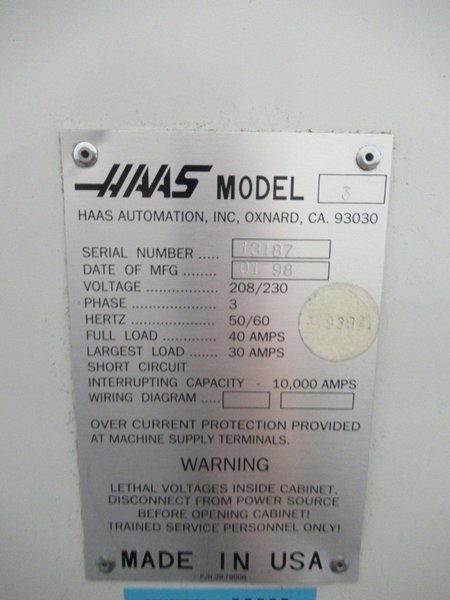 HAAS MODEL 3
HAAS AUTOMATION, INC, OXNARD, CA. 93030
SERIAL NUMBER ..... 13187
DATE OF MFG ........ 01 98
VOLTAGE ............... 208/230
PHASE .................. 3
HERTZ .................. 50/60
FULL LOAD ........... 40 AMPS
LARGEST LOAD ..... 30 AMPS
SHORT CIRCUIT
INTERRUPTING CAPACITY - 10,000 AMPS
WIRING DIAGRAM .....
OVER CURRENT PROTECTION PROVIDED
AT MACHINE SUPPLY TERMINALS.
WARNING
LETHAL VOLTAGES INSIDE CABINET.
DISCONNECT FROM POWER SOURCE
BEFORE OPENING CABINET!
TRAINED SERVICE PERSONNEL ONLY!
MADE IN USA